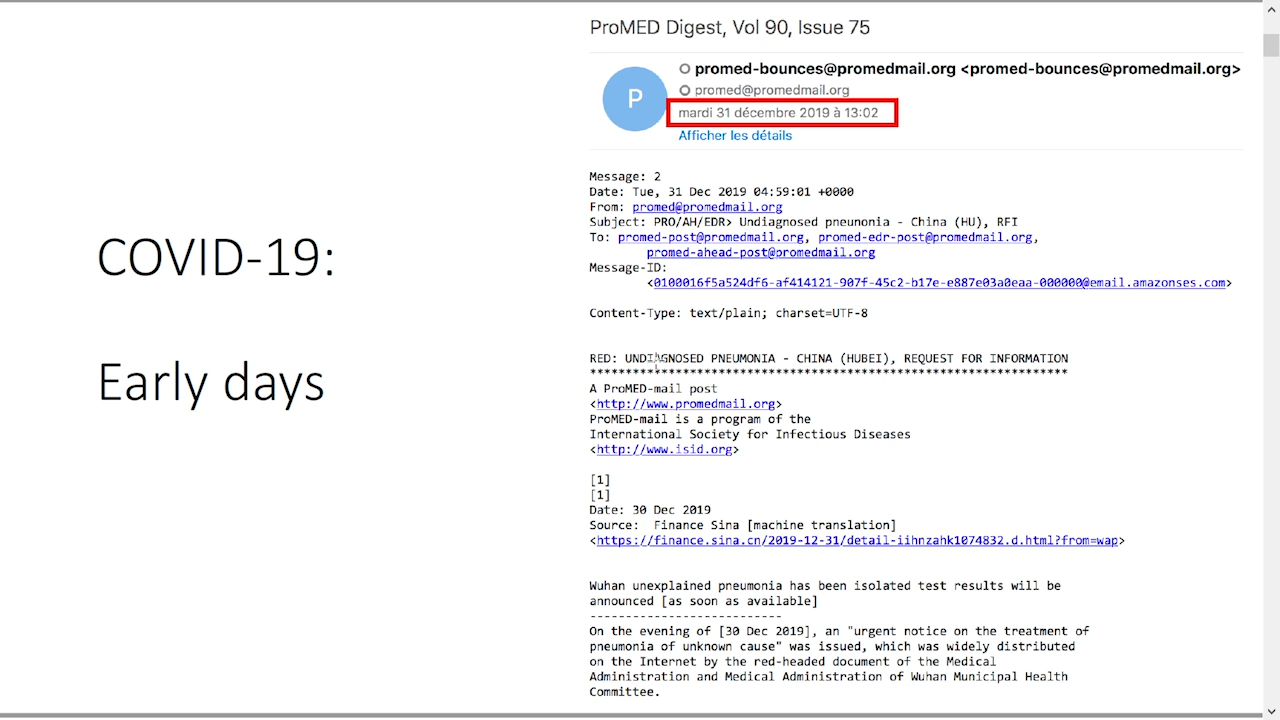 COVID-19:
Early days
ProMED Digest, Vol 90, Issue 75
P
promed-bounces@promedmail.org <promed-bounces@promedmail.org>
promed@promedmail.org
mardi 31 décembre 2019 à 13:02
Afficher les détails
Message: 2
Date: Tue, 31 Dec 2019 04:59:01 +0000
From: promed@promedmail.org
Subject: PRO/AH/EDR> Undiagnosed pneunonia - China (HU), RFI
To: promed-post@promedmail.org, promed-edr-post@promedmail.org,
promed-ahead-post@promedmail.org
Message-ID:
<0100016f5a524df6-af414121-907f-45c2-b17e-e887e03a0eaa-000000@email.amazonses.com>
Content-Type: text/plain; charset=UTF-8
RED: UNDIAGNOSED PNEUMONIA - CHINA (HUBEI), REQUEST FOR INFORMATION
*******************************************************************
A ProMED-mail post
<http://www.promedmail.org>
ProMED-mail is a program of the
International Society for Infectious Diseases
<http://www.isid.org>
[1]
[1]
Date: 30 Dec 2019
Source:  Finance Sina [machine translation]
<https://finance.sina.cn/2019-12-31/detail-iihnzahk1074832.d.html?from=wap>
Wuhan unexplained pneumonia has been isolated test results will be
announced [as soon as available]
---------------------------
On the evening of [30 Dec 2019], an "urgent notice on the treatment of
pneumonia of unknown cause" was issued, which was widely distributed
on the Internet by the red-headed document of the Medical
Administration and Medical Administration of Wuhan Municipal Health
Committee.